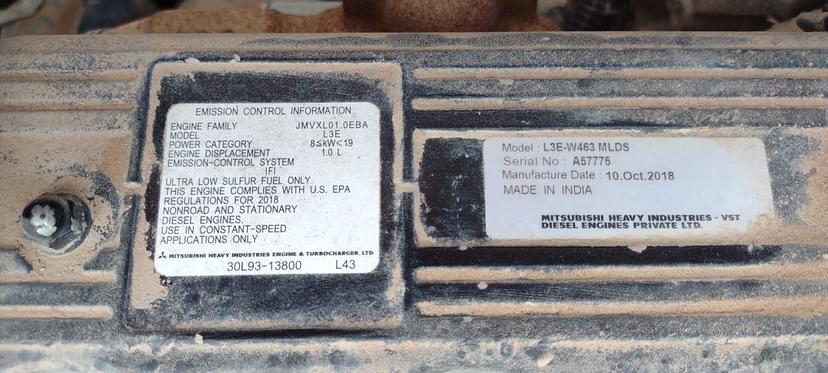 EMISSION CONTROL INFORMATION
ENGINE FAMILY JMVXL01.0EBA
MODEL L3E
POWER CATEGORY 8≤kW<19
ENGINE DISPLACEMENT 1.0 L
EMISSION-CONTROL SYSTEM
IFI
ULTRA LOW SULFUR FUEL ONLY.
THIS ENGINE COMPLIES WITH U.S. EPA
REGULATIONS FOR 2018
NONROAD AND STATIONARY
DIESEL ENGINES.
USE IN CONSTANT-SPEED
APPLICATIONS ONLY
MITSUBISHI HEAVY INDUSTRIES ENGINE & TURBOCHARGER, LTD.
30L93-13800 L43
Model : L3E-W463 MLDS
Serial No : A57775
Manufacture Date : 10.Oct.2018
MADE IN INDIA
MITSUBISHI HEAVY INDUSTRIES - VST
DIESEL ENGINES PRIVATE LTD.